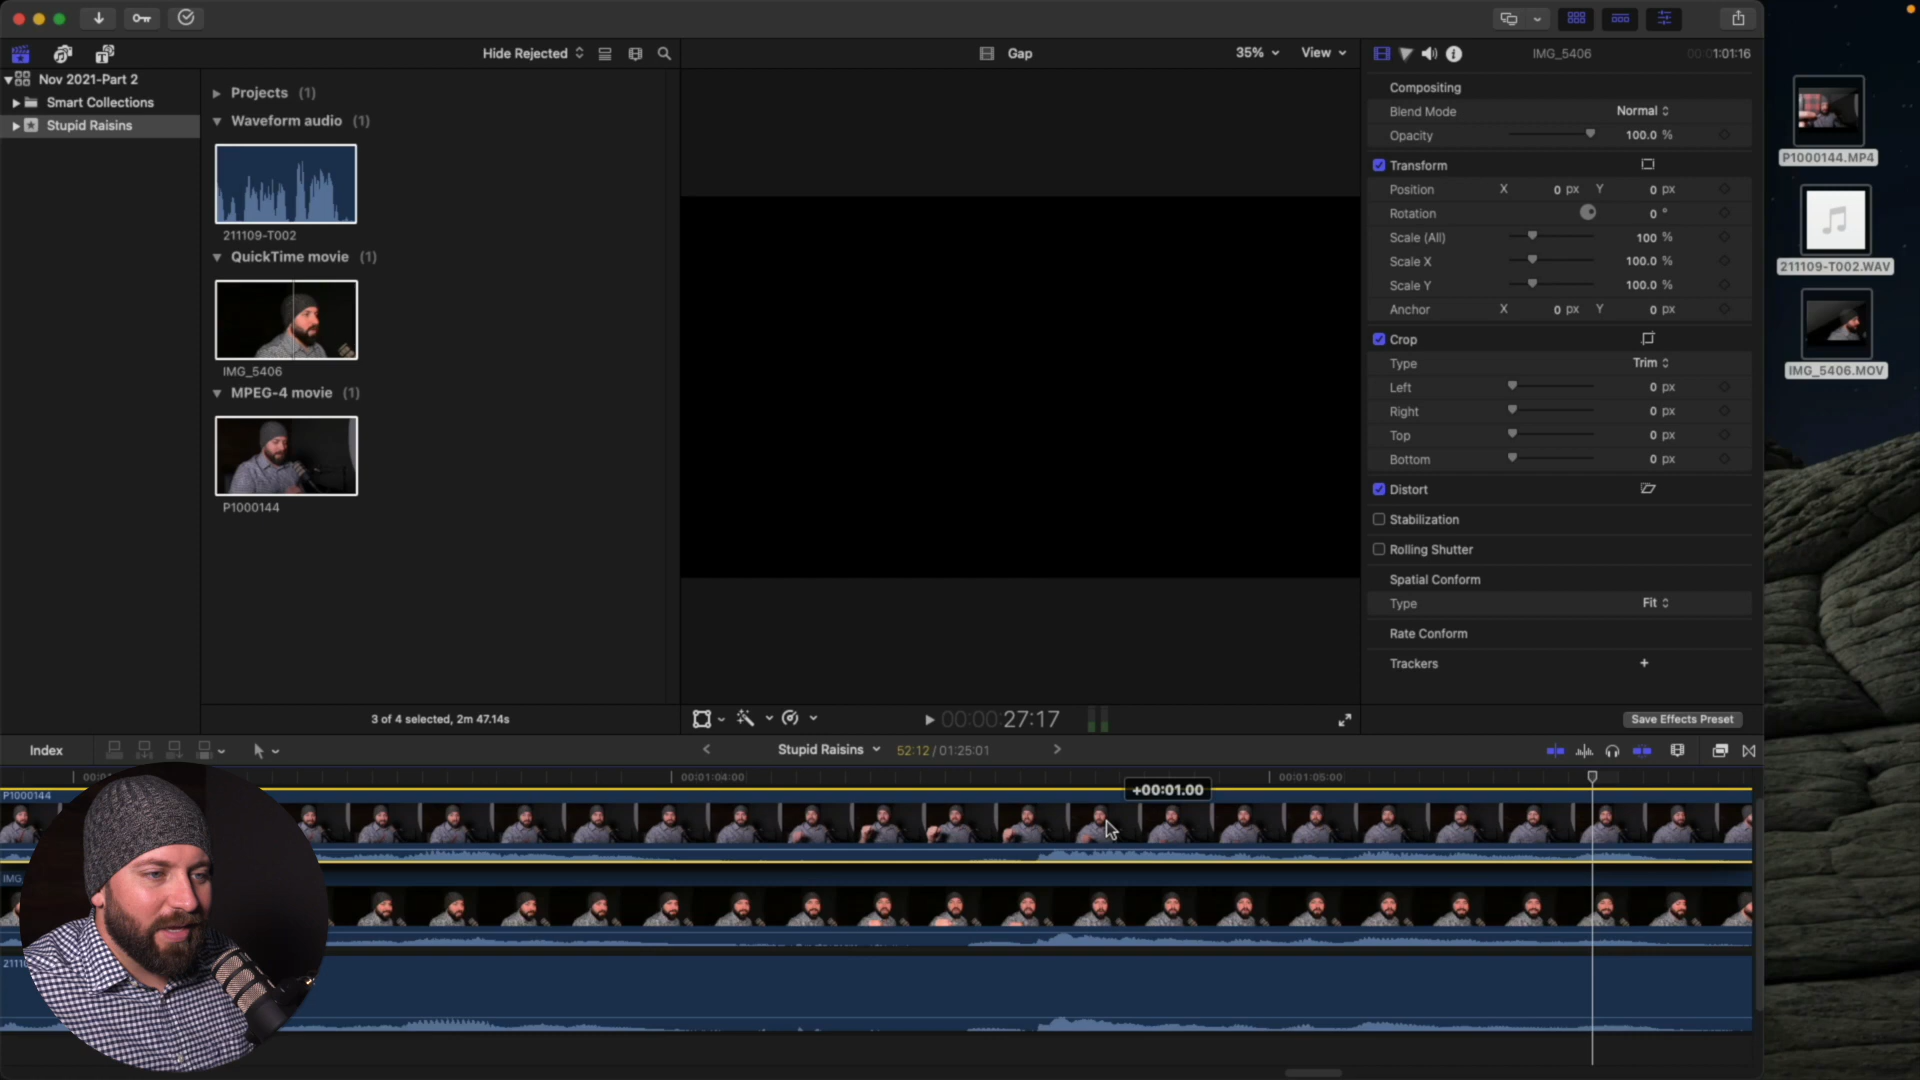 Hide Rejected
Gap
35%
View
IMG_5406
00:01:01:16
Nov 2021-Part 2
Smart Collections
Stupid Raisins
Projects (1)
Waveform audio (1)
211109-T002
QuickTime movie (1)
IMG_5406
MPEG-4 movie (1)
P1000144
3 of 4 selected, 2m 47.14s
Compositing
Blend Mode Normal
Opacity 100.0 %
Transform
Position X 0 px Y 0 px
Rotation 0 °
Scale (All) 100 %
Scale X 100.0 %
Scale Y 100.0 %
Anchor X 0 px Y 0 px
Crop
Type Trim
Left 0 px
Right 0 px
Top 0 px
Bottom 0 px
Distort
Stabilization
Rolling Shutter
Spatial Conform
Type Fit
Rate Conform
Trackers +
Save Effects Preset
P1000144.MP4
211109-T002.WAV
IMG_5406.MOV
00:00:27:17
Index
Stupid Raisins
52:12 / 01:25:01
00:01:04:00
00:01:05:00
+00:01.00
P1000144
IMG